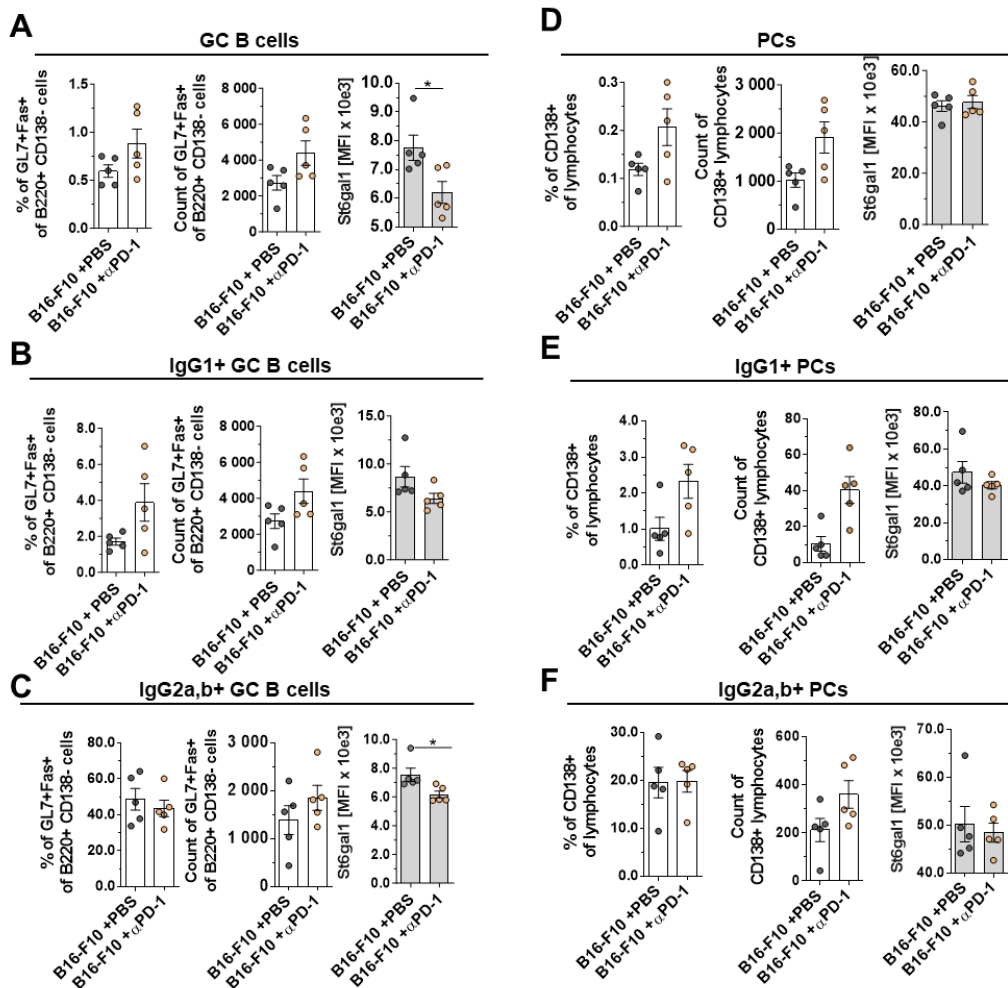 A
GC B cells
% of GL7+Fas+
of B220+ CD138- cells
1.5
1.0
0.5
0.0
B16-F10 + PBS
B16-F10 +αPD-1
Count of GL7+Fas+
of B220+ CD138- cells
8 000
6 000
4 000
2 000
0
B16-F10 + PBS
B16-F10 +αPD-1
St6gal1 [MFI x 10e3]
10.0
9.0
8.0
7.0
6.0
5.0
*
B16-F10 +PBS
B16-F10 +αPD-1
D
PCs
% of CD138+
lymphocytes
0.3
0.2
0.1
0.0
B16-F10 + PBS
B16-F10 +αPD-1
Count of
CD138+ lymphocytes
3 000
2 000
1 000
0
B16-F10 +PBS
B16-F10 +αPD-1
St6gal1 [MFI x 10e3]
60.0
40.0
20.0
0.0
B16-F10 +PBS
B16-F10 +αPD-1
B
IgG1+ GC B cells
% of GL7+Fas+
of B220+ CD138- cells
8.0
6.0
4.0
2.0
0.0
B16-F10 + PBS
B16-F10 +αPD-1
Count of GL7+Fas+
of B220+ CD138- cells
8 000
6 000
4 000
2 000
0
B16-F10 + PBS
B16-F10 +αPD-1
St6gal1 [MFI x 10e3]
15.0
10.0
5.0
0.0
B16-F10 +PBS
B16-F10 +αPD-1
E
IgG1+ PCs
% of CD138+
of lymphocytes
4.0
3.0
2.0
1.0
0.0
B16-F10 +PBS
B16-F10 +αPD-1
Count of
CD138+ lymphocytes
80
60
40
20
0
B16-F10 +PBS
B16-F10 +αPD-1
St6gal1 [MFI x 10e3]
80.0
60.0
40.0
20.0
0.0
B16-F10 +PBS
B16-F10 +αPD-1
C
IgG2a,b+ GC B cells
% of GL7+Fas+
of B220+ CD138- cells
80.0
60.0
40.0
20.0
0.0
B16-F10 +PBS
B16-F10 +αPD-1
Count of GL7+Fas+
of B220+ CD138- cells
3 000
2 000
1 000
0
B16-F10 +PBS
B16-F10 +αPD-1
St6gal1 [MFI x 10e3]
10.0
8.0
6.0
4.0
2.0
0.0
*
B16-F10 +PBS
B16-F10 +αPD-1
F
IgG2a,b+ PCs
% of CD138+
of lymphocytes
30.0
20.0
10.0
0.0
B16-F10 +PBS
B16-F10 +αPD-1
Count of
CD138+ lymphocytes
600
400
200
0
B16-F10 +PBS
B16-F10 +αPD-1
St6gal1 [MFI x 10e3]
70.0
60.0
50.0
40.0
B16-F10 +PBS
B16-F10 +αPD-1